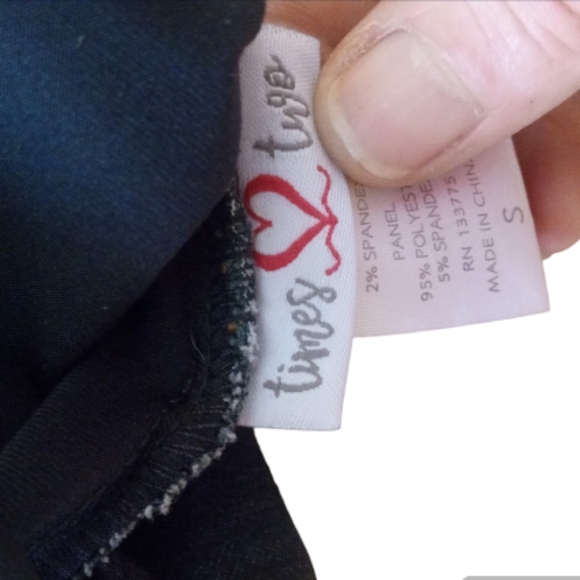 times two
2% SPANDE
PANEL
95% POLYEST
5% SPANDE
RN 133775
MADE IN CHINA
S